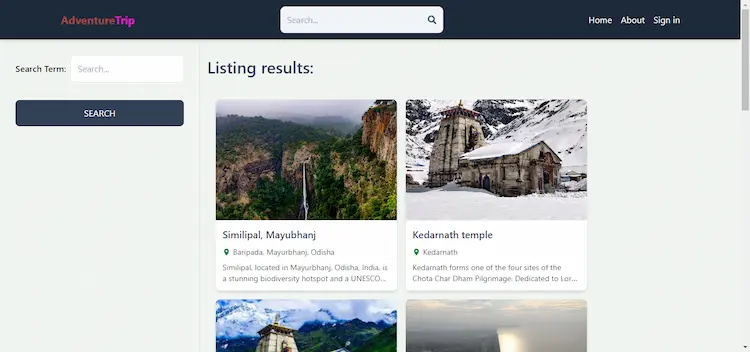 AdventureTrip
Search...
Home About Sign in
Search Term: Search...
SEARCH
Listing results:
Similipal, Mayubhanj
Baripada, Mayurbhanj, Odisha
Similipal, located in Mayurbhanj, Odisha, India, is
a stunning biodiversity hotspot and a UNESCO...
Kedarnath temple
Kedarnath
Kedarnath forms one of the four sites of the
Chota Char Dham Pilgrimage. Dedicated to Lor...